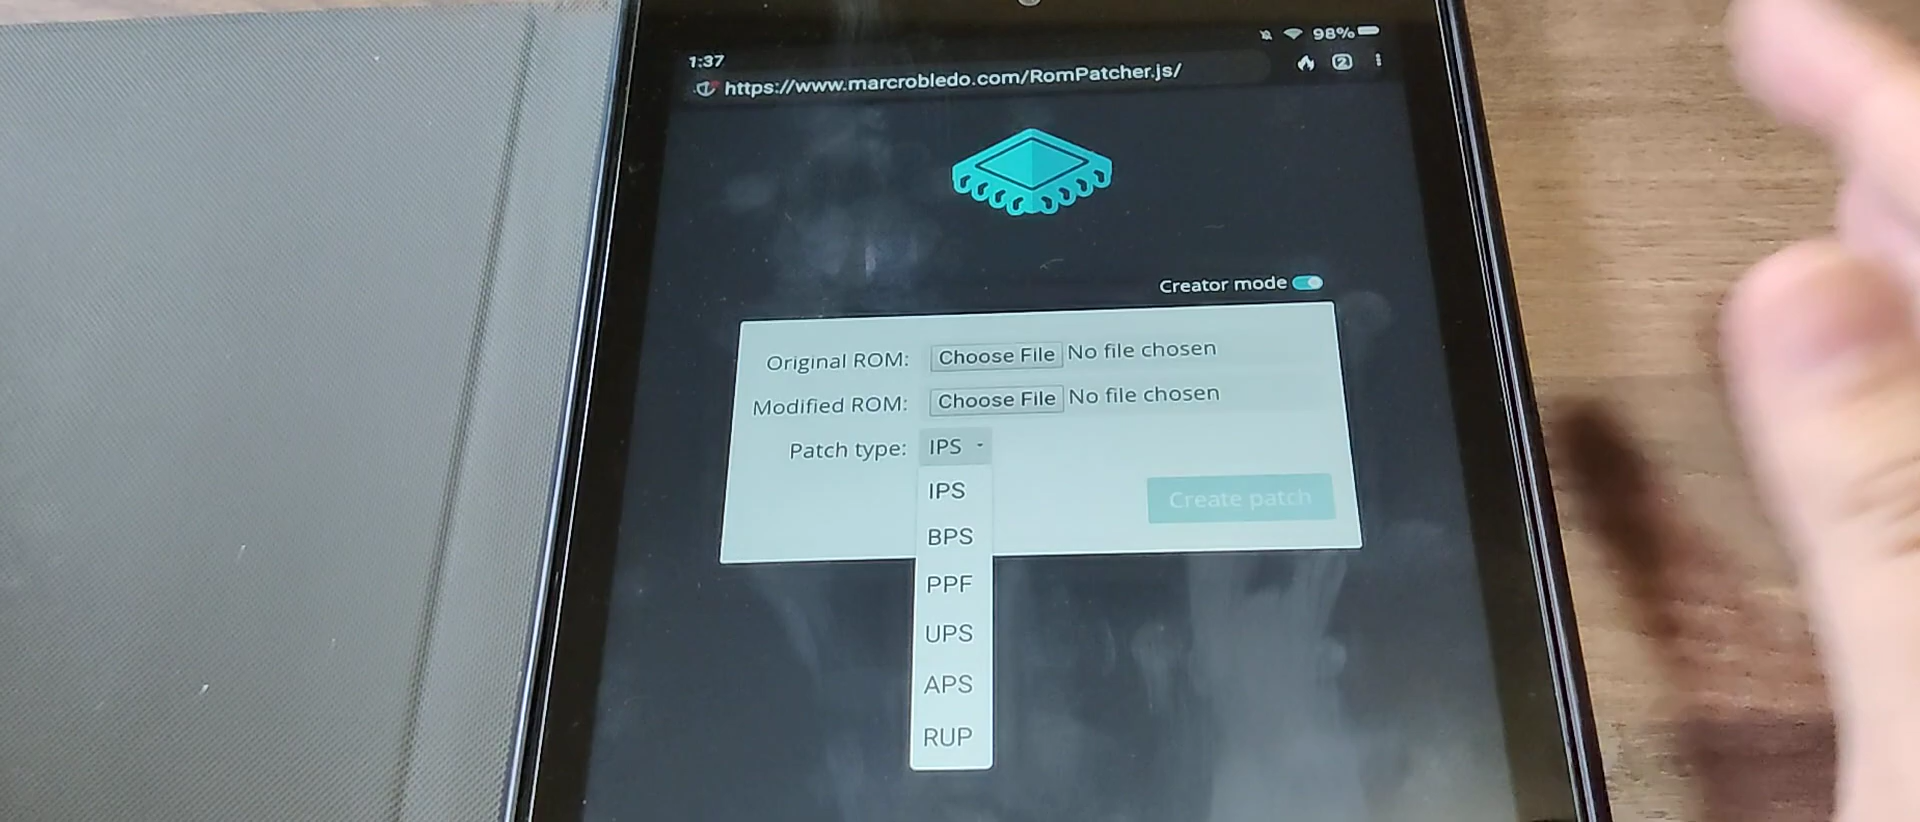 98%
1:37
https://www.marcrobledo.com/RomPatcher.js/
2
Creator mode
Original ROM: Choose File No file chosen
Modified ROM: Choose File No file chosen
Patch type: IPS
IPS
Create patch
BPS
PPF
UPS
APS
RUP